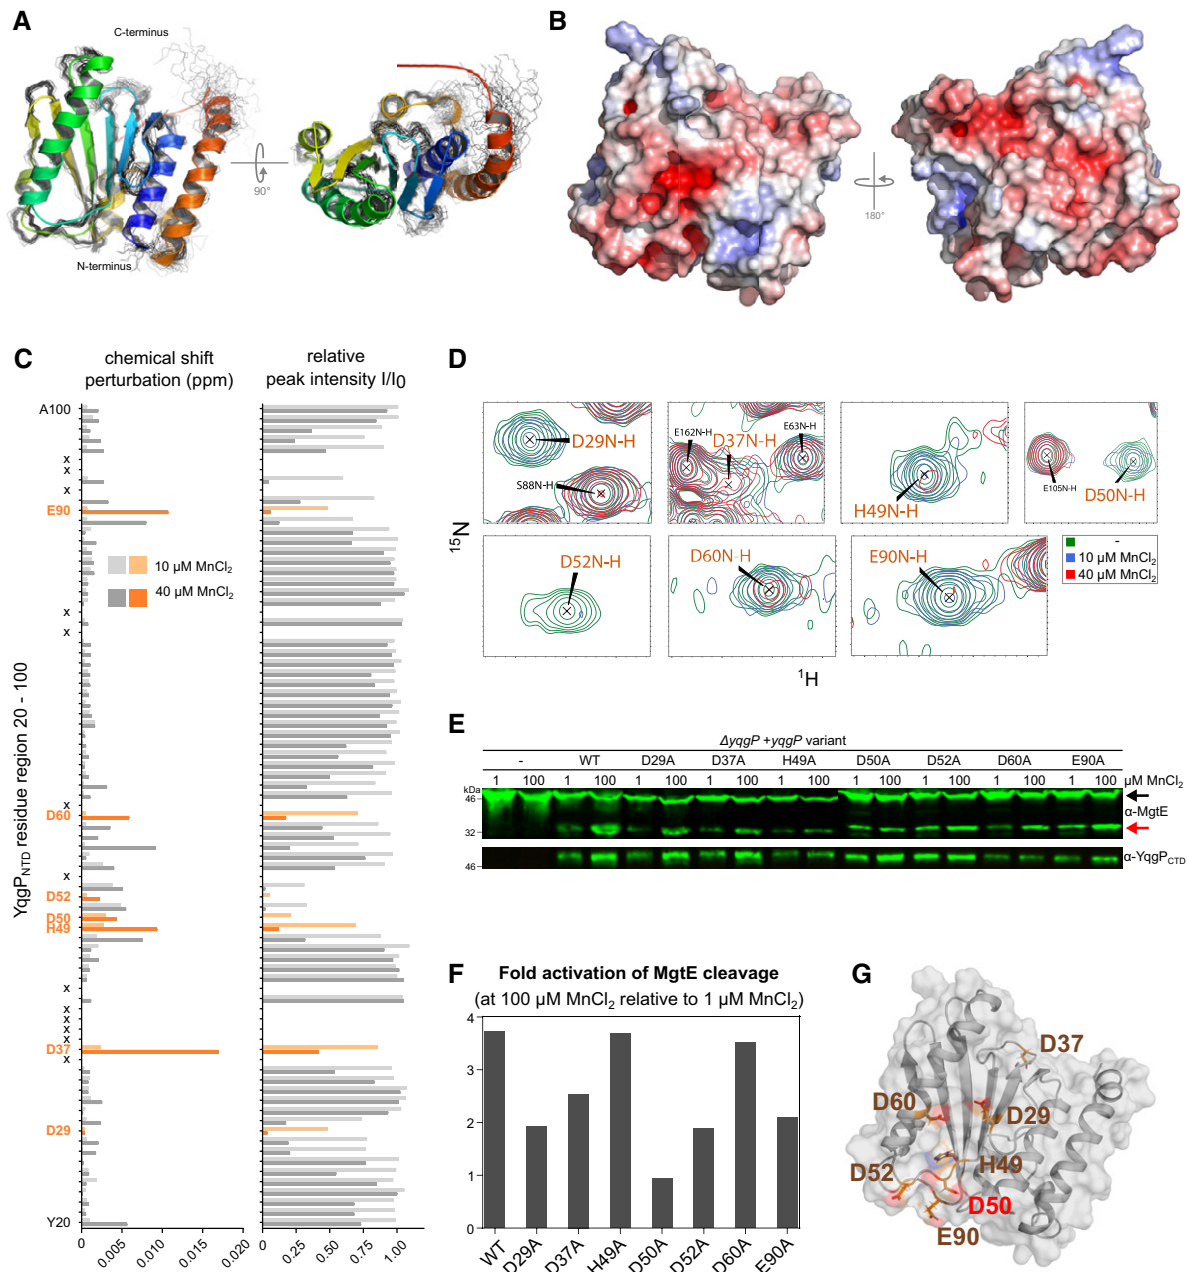 A
C-terminus
N-terminus
90°
B
180°
C
chemical shift
perturbation (ppm)
relative
peak intensity I/I0
YqgP_NTD residue region 20 - 100
A100
x
x
x
E90
x
x
x
D60
x
D52
D50
H49
x
x
x
x
x
D37
x
D29
Y20
10 µM MnCl2
40 µM MnCl2
0
0.005
0.010
0.015
0.020
0
0.25
0.50
0.75
1.00
D
15N
1H
D29N-H
S88N-H
E162N-H
D37N-H
E63N-H
H49N-H
E105N-H
D50N-H
D52N-H
D60N-H
E90N-H
-
10 µM MnCl2
40 µM MnCl2
E
ΔyqgP +yqgP variant
- WT D29A D37A H49A D50A D52A D60A E90A
1 100 1 100 1 100 1 100 1 100 1 100 1 100 1 100 1 100 µM MnCl2
kDa
46
α-MgtE
32
α-YqgP_CTD
46
F
Fold activation of MgtE cleavage
(at 100 µM MnCl2 relative to 1 µM MnCl2)
4
3
2
1
0
WT
D29A
D37A
H49A
D50A
D52A
D60A
E90A
G
D37
D60
D29
H49
D52
D50
E90